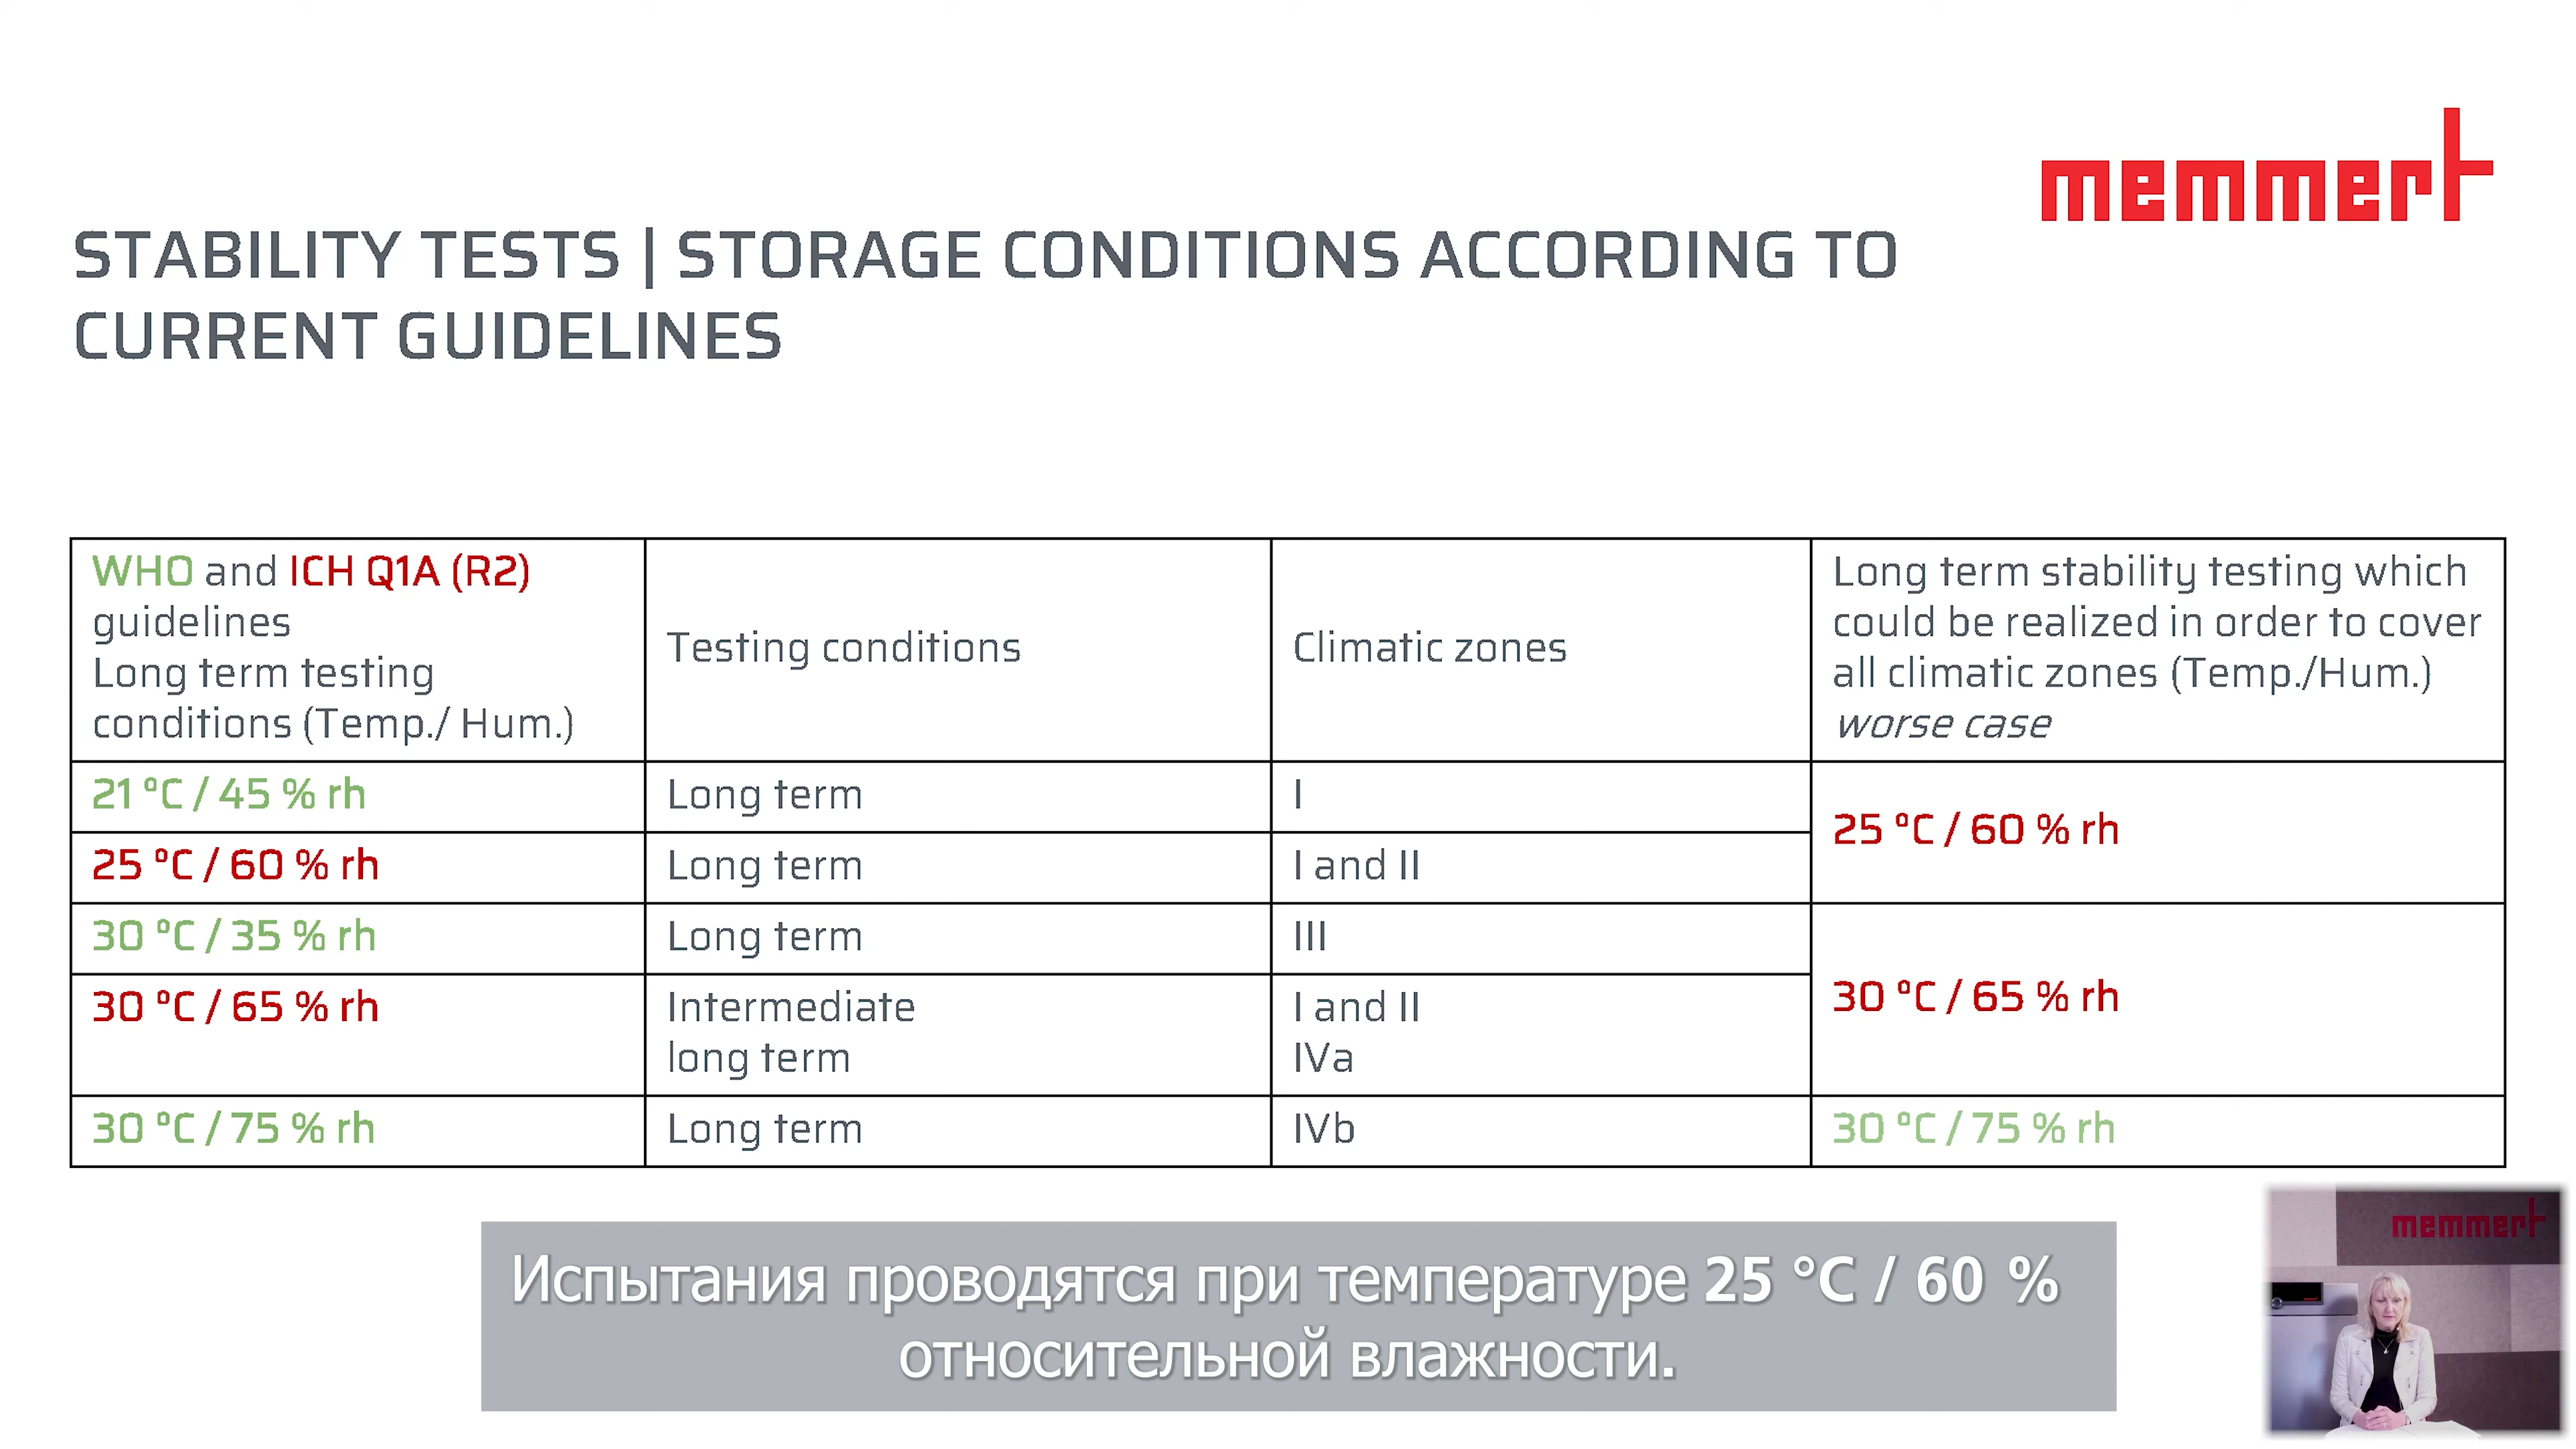 memmert
STABILITY TESTS | STORAGE CONDITIONS ACCORDING TO
CURRENT GUIDELINES
WHO and ICH Q1A (R2)
guidelines
Long term testing
conditions (Temp./ Hum.)
Testing conditions
Climatic zones
Long term stability testing which
could be realized in order to cover
all climatic zones (Temp./Hum.)
worse case
21 °C / 45 % rh
Long term
I
25 °C / 60 % rh
25 °C / 60 % rh
Long term
I and II
30 °C / 35 % rh
Long term
III
30 °C / 65 % rh
30 °C / 65 % rh
Intermediate
long term
I and II
IVa
30 °C / 75 % rh
Long term
IVb
30 °C / 75 % rh
Испытания проводятся при температуре 25 °C / 60 %
относительной влажности.
memmert